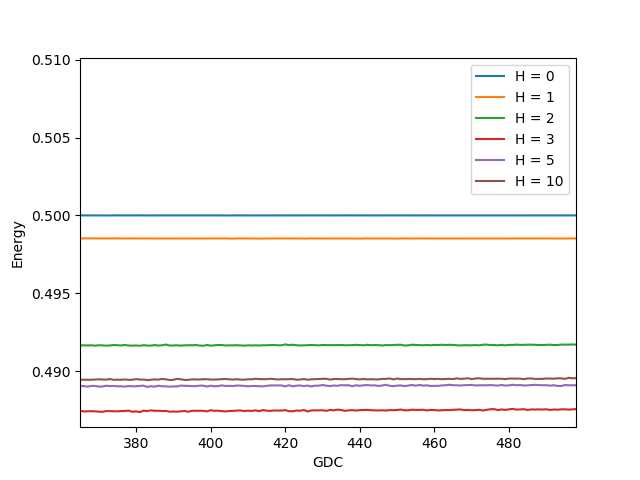 0.510
0.505
0.500
0.495
0.490
Energy
380 400 420 440 460 480
GDC
H = 0
H = 1
H = 2
H = 3
H = 5
H = 10